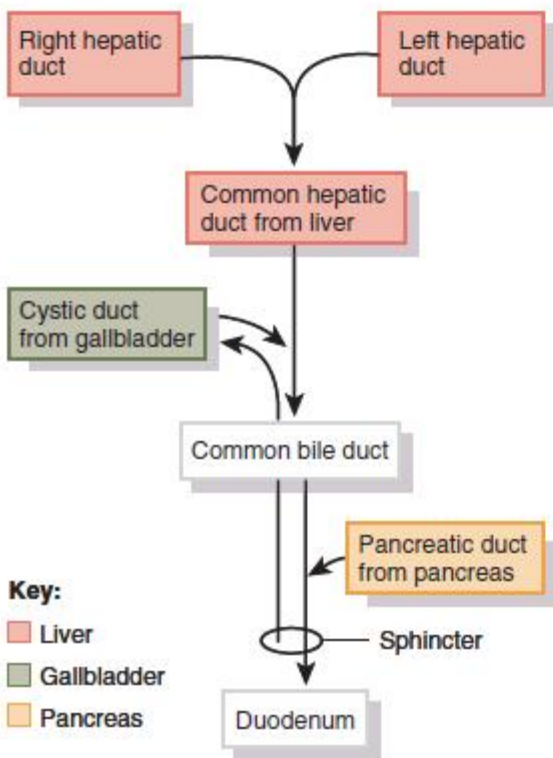 Right hepatic
duct
Left hepatic
duct
Common hepatic
duct from liver
Cystic duct
from gallbladder
Common bile duct
Pancreatic duct
from pancreas
Key:
Liver
Sphincter
Gallbladder
Pancreas
Duodenum